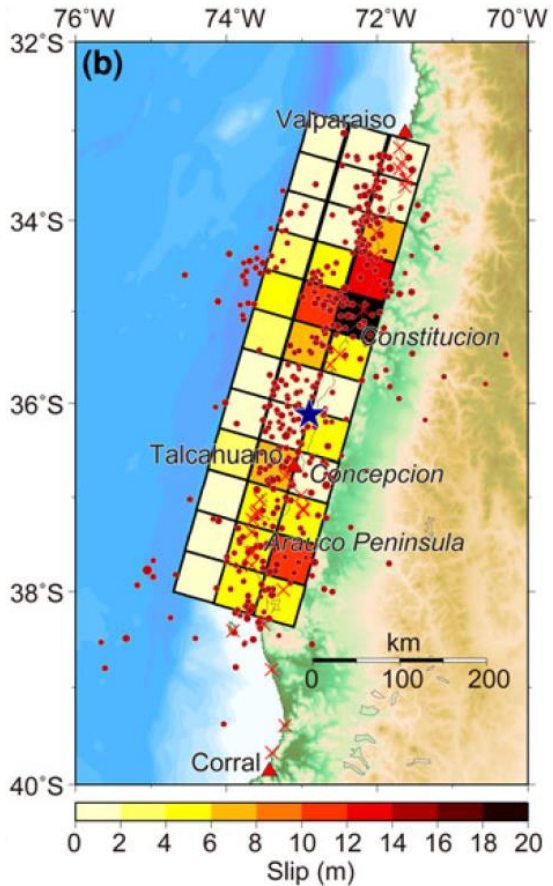 76˚W 74˚W 72˚W 70˚W
32˚S
(b)
Valparaiso
34˚S
Constitucion
36˚S
Talcahuano
Concepcion
Arauco Peninsula
38˚S
km
0 100 200
Corral
40˚S
0 2 4 6 8 10 12 14 16 18 20
Slip (m)